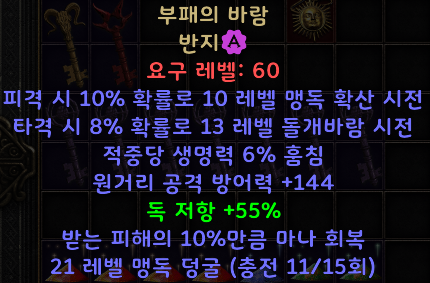 부패의 바람
반지 A
요구 레벨: 60
피격 시 10% 확률로 10 레벨 맹독 확산 시전
타격 시 8% 확률로 13 레벨 돌개바람 시전
적중당 생명력 6% 훔침
원거리 공격 방어력 +144
독 저항 +55%
받는 피해의 10%만큼 마나 회복
21 레벨 맹독 덩굴 (충전 11/15회)